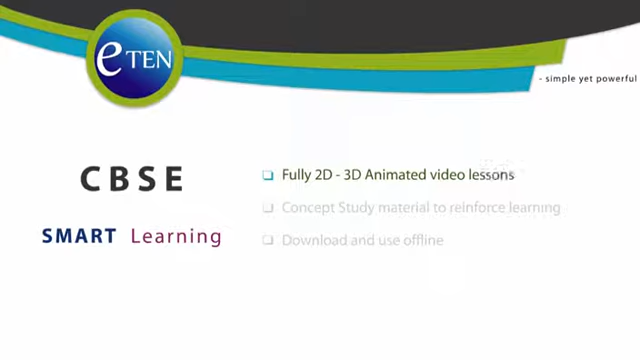 eTEN
- simple yet powerful
CBSE
SMART Learning
Fully 2D - 3D Animated video lessons
Concept Study material to reinforce learning
Download and use offline